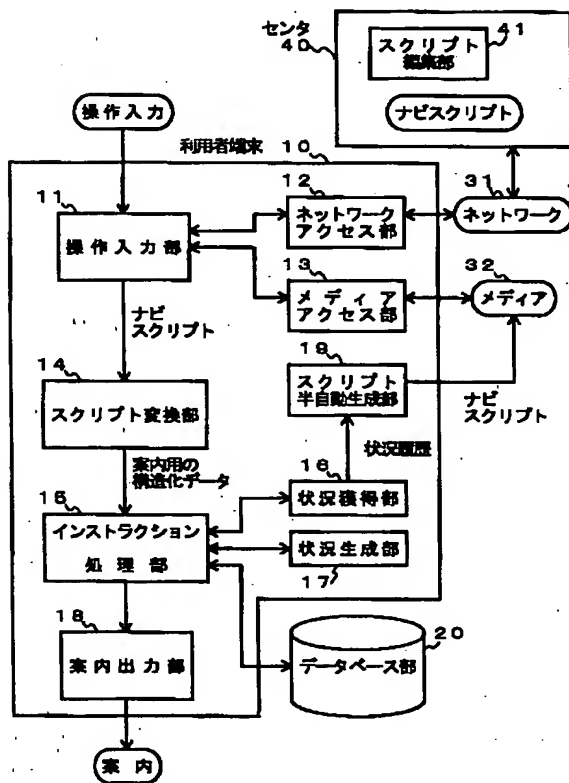 センタ
40
スクリプト
編集部
41
ナビスクリプト
操作入力
利用者端末
10
11
操作入力部
12
ネットワーク
アクセス部
31
ネットワーク
13
メディア
アクセス部
32
メディア
ナビ
スクリプト
19
スクリプト
半自動生成部
ナビ
スクリプト
14
スクリプト変換部
状況履歴
案内用の
構造化データ
16
状況獲得部
15
インストラクション
処理部
状況生成部
17
18
案内出力部
20
データベース部
案内